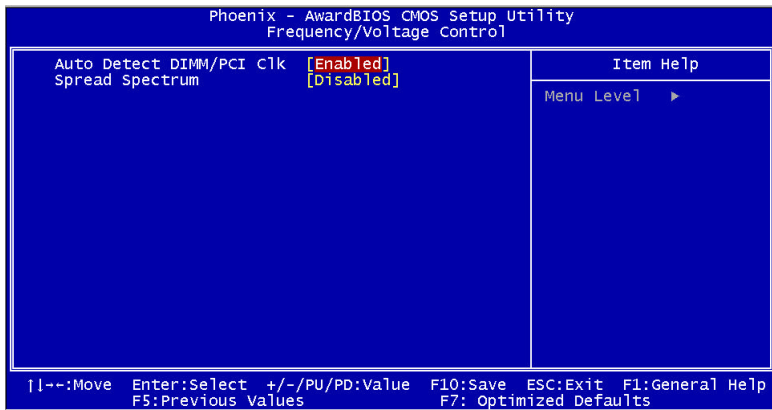 Phoenix - AwardBIOS CMOS Setup Utility
Frequency/Voltage Control
Auto Detect DIMM/PCI Clk [Enabled]
Spread Spectrum [Disabled]
Item Help
Menu Level ►
↑↓→←:Move Enter:Select +/-/PU/PD:Value F10:Save ESC:Exit F1:General Help
F5:Previous Values F7: Optimized Defaults